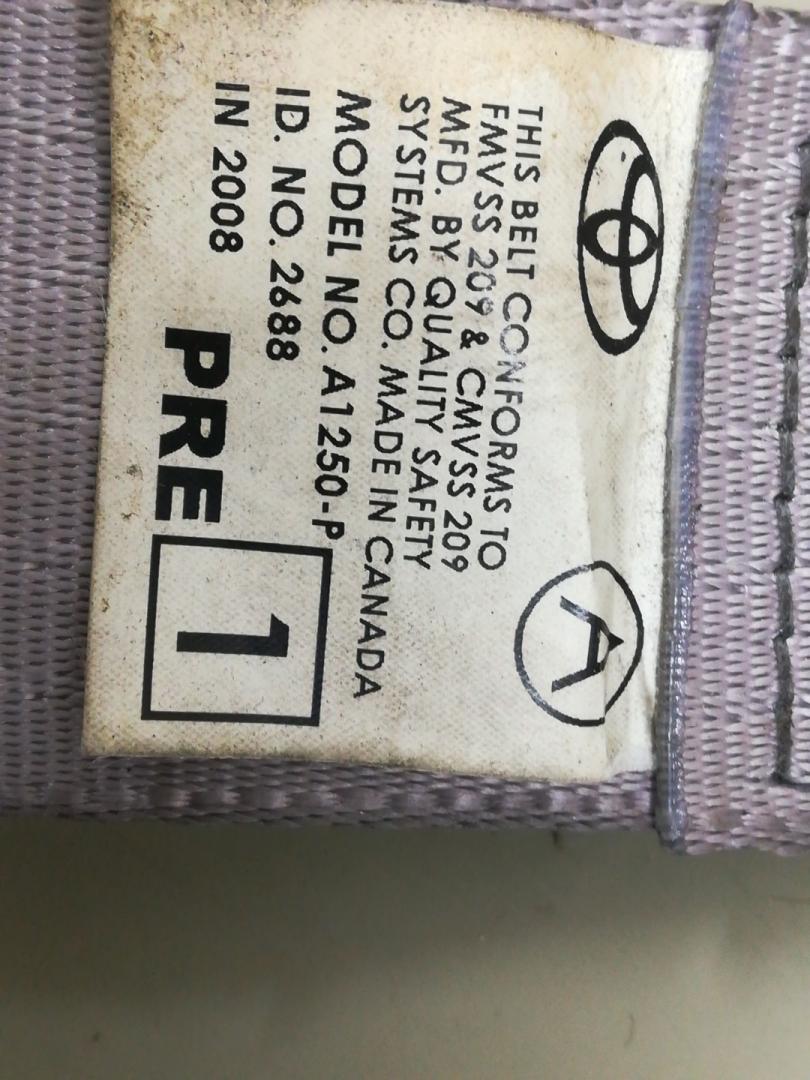 THIS BELT CONFORMS TO
FMVSS 209 & CMVSS 209
MFD. BY QUALITY SAFETY
SYSTEMS CO. MADE IN CANADA
MODEL NO. A1250-P
ID. NO. 2688
IN 2008
PRE 1
A